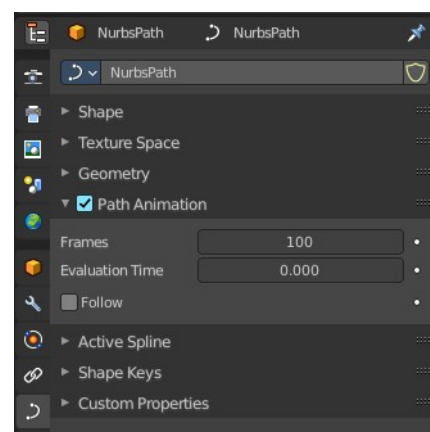 NurbsPath NurbsPath
NurbsPath
Shape
Texture Space
Geometry
Path Animation
Frames 100
Evaluation Time 0.000
Follow
Active Spline
Shape Keys
Custom Properties